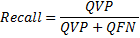 Recall = QVP / (QVP + QFN)